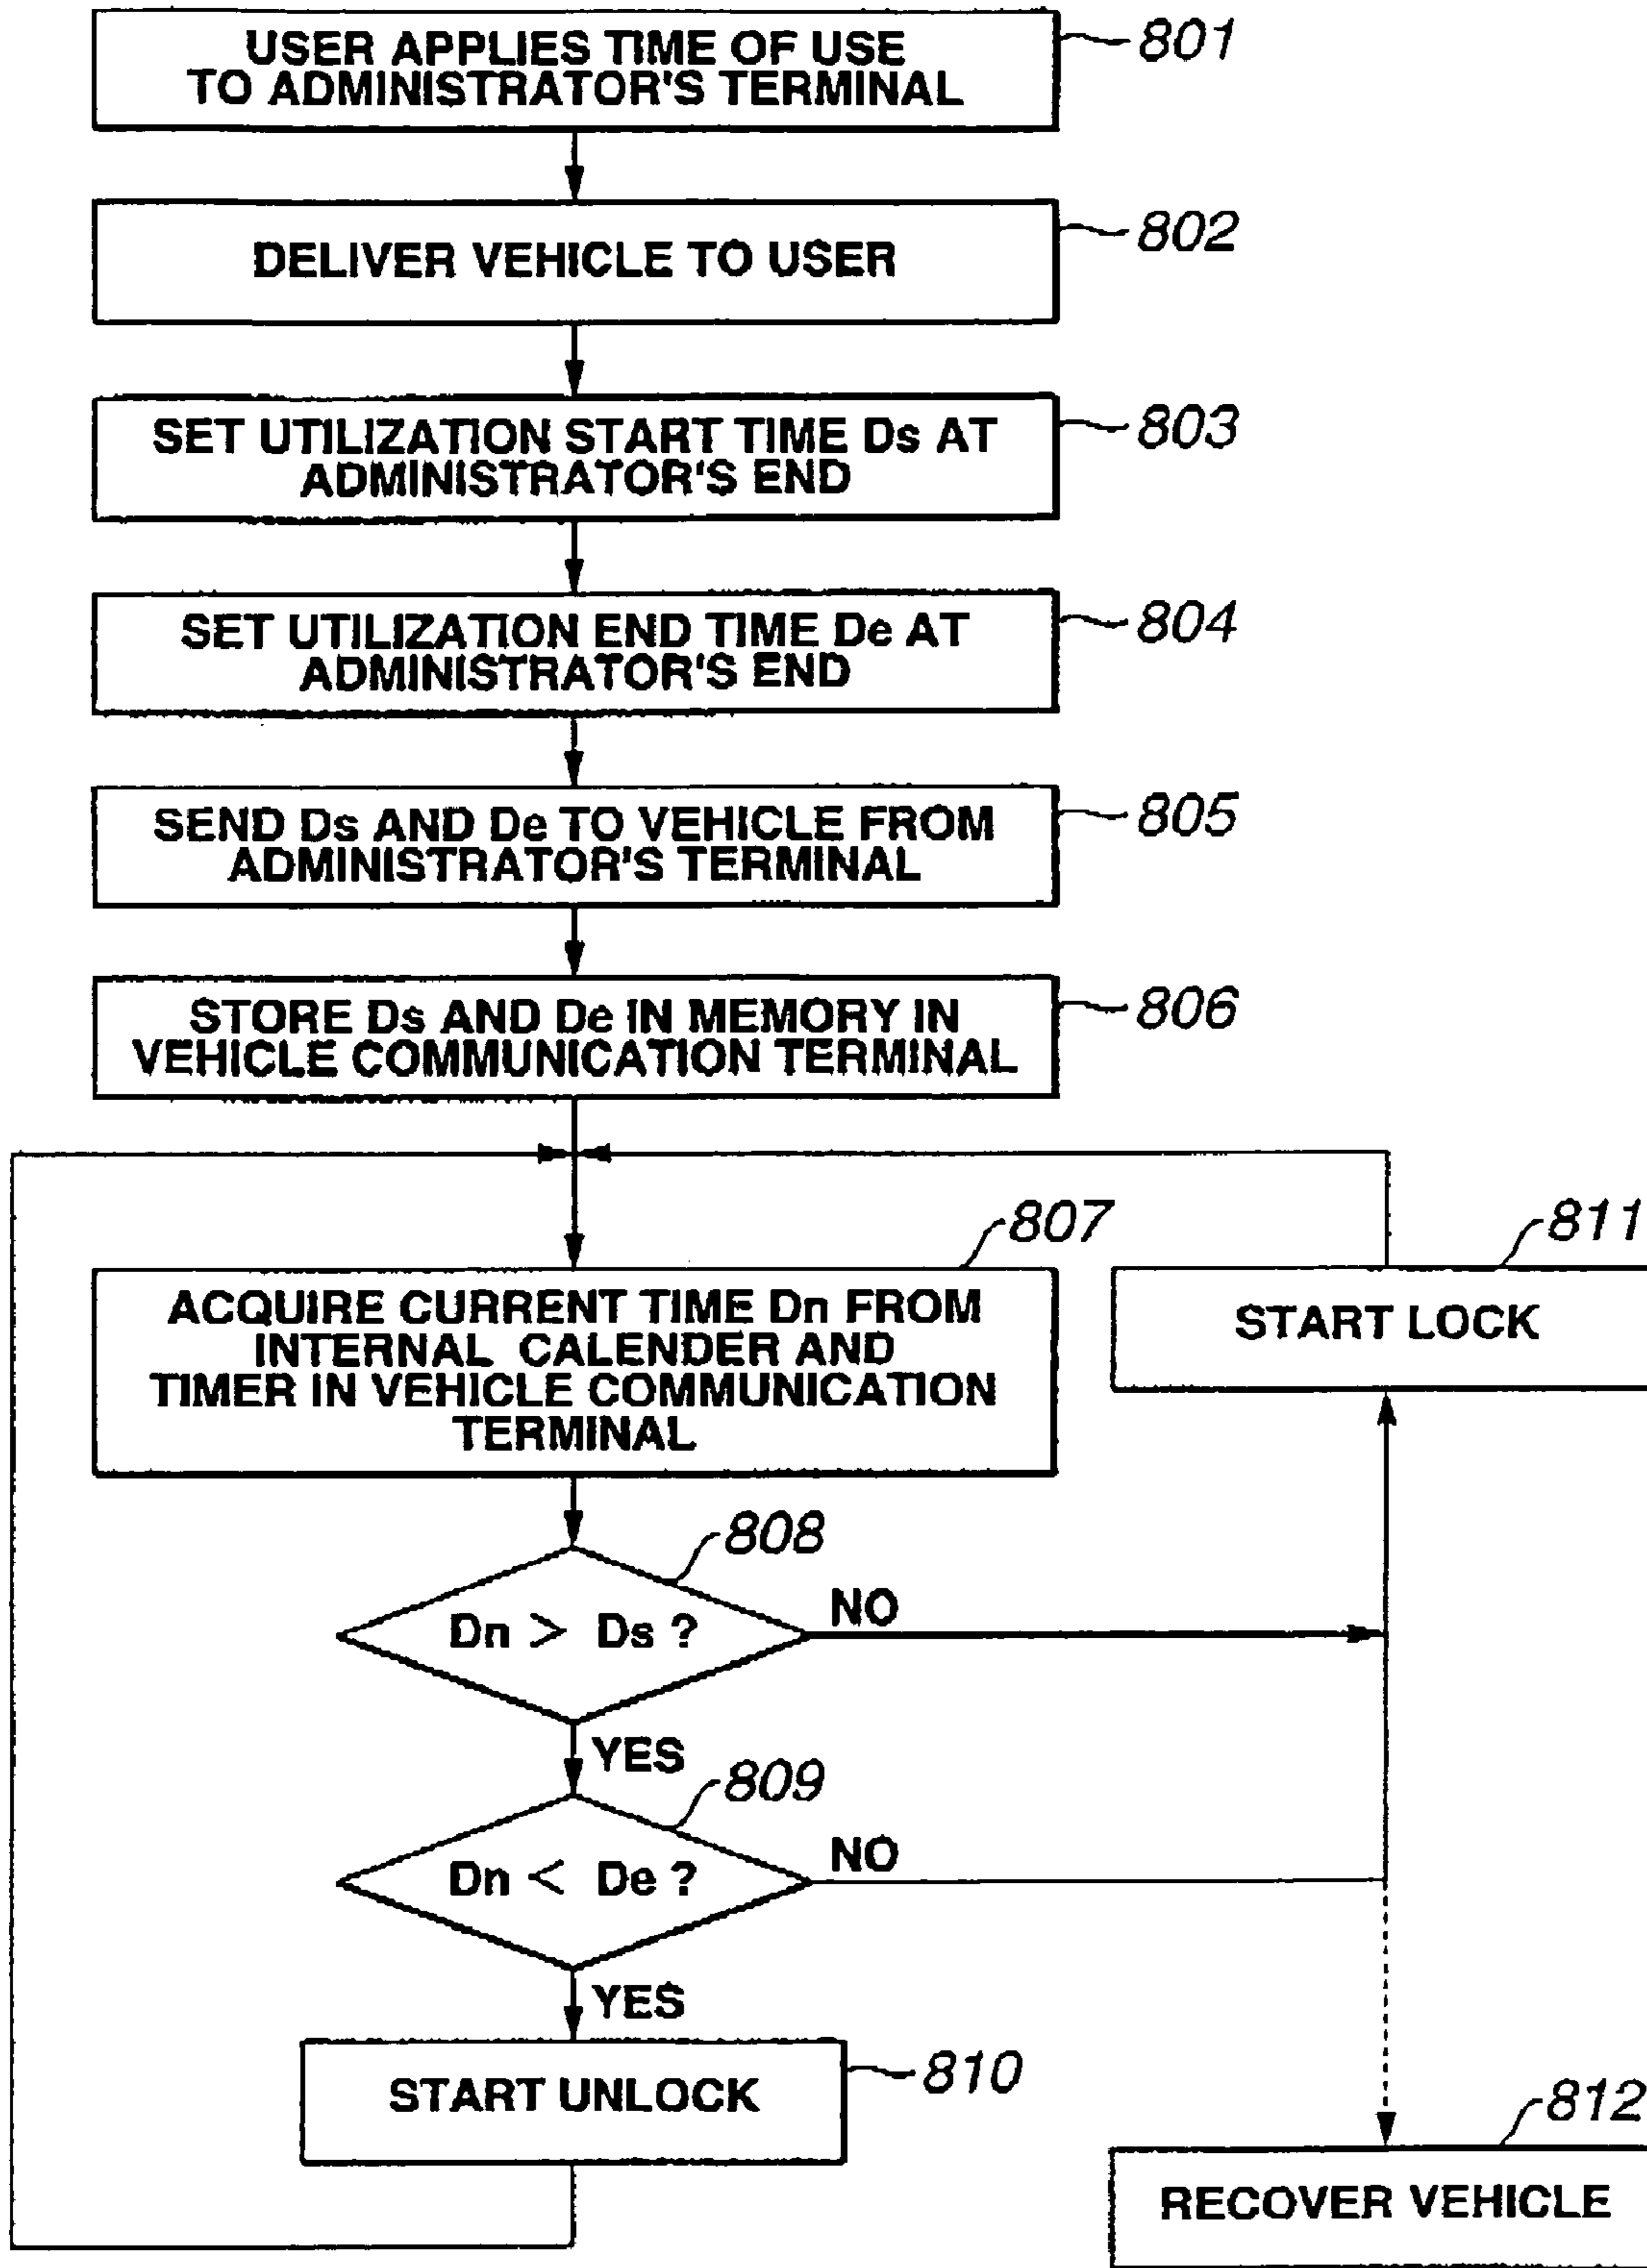 USER APPLIES TIME OF USE
TO ADMINISTRATOR'S TERMINAL
801
DELIVER VEHICLE TO USER
802
SET UTILIZATION START TIME Ds AT
ADMINISTRATOR'S END
803
SET UTILIZATION END TIME De AT
ADMINISTRATOR'S END
804
SEND Ds AND De TO VEHICLE FROM
ADMINISTRATOR'S TERMINAL
805
STORE Ds AND De IN MEMORY IN
VEHICLE COMMUNICATION TERMINAL
806
807
ACQUIRE CURRENT TIME Dn FROM
INTERNAL CALENDER AND
TIMER IN VEHICLE COMMUNICATION
TERMINAL
811
START LOCK
808
Dn > Ds ?
NO
YES
809
Dn < De ?
NO
YES
START UNLOCK
810
812
RECOVER VEHICLE